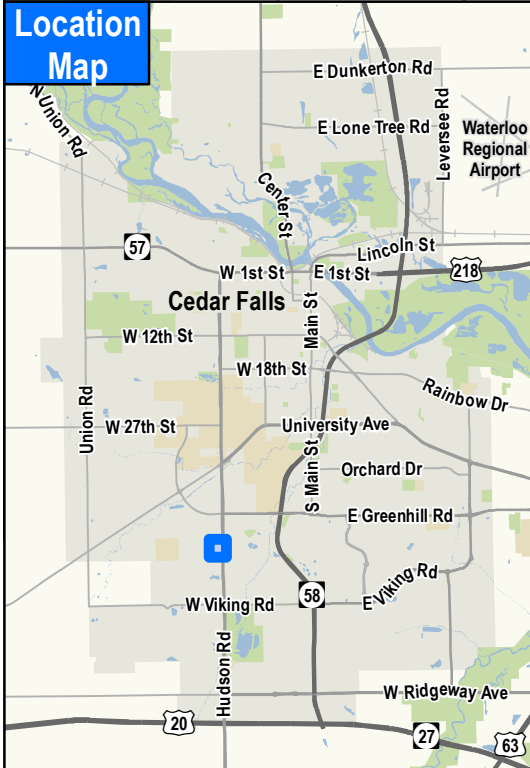 Location
Map
E Dunkerton Rd
N Union Rd
E Lone Tree Rd
Leversee Rd
Waterloo
Regional
Airport
Center St
57
Lincoln St
W 1st St
E 1st St
218
Cedar Falls
Main St
W 12th St
W 18th St
Rainbow Dr
Union Rd
W 27th St
University Ave
S Main St
Orchard Dr
E Greenhill Rd
E Viking Rd
W Viking Rd
58
Hudson Rd
W Ridgeway Ave
20
27
63